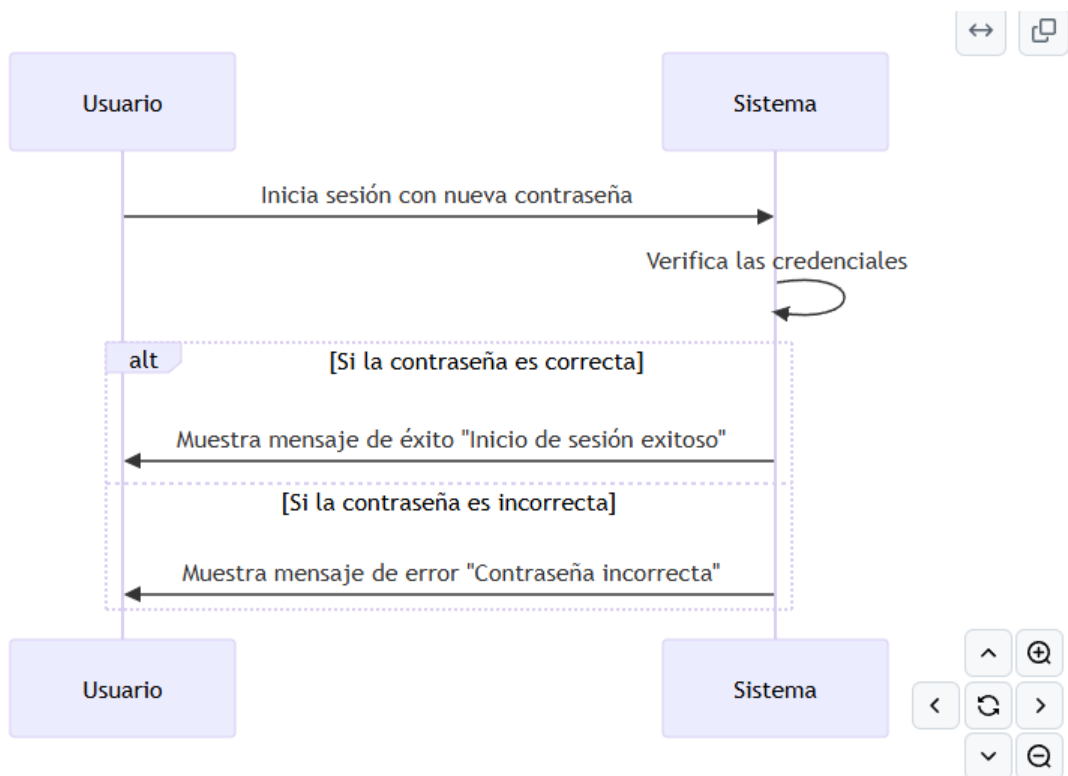 Usuario
Sistema
Inicia sesión con nueva contraseña
Verifica las credenciales
alt
[Si la contraseña es correcta]
Muestra mensaje de éxito "Inicio de sesión exitoso"
[Si la contraseña es incorrecta]
Muestra mensaje de error "Contraseña incorrecta"
Usuario
Sistema